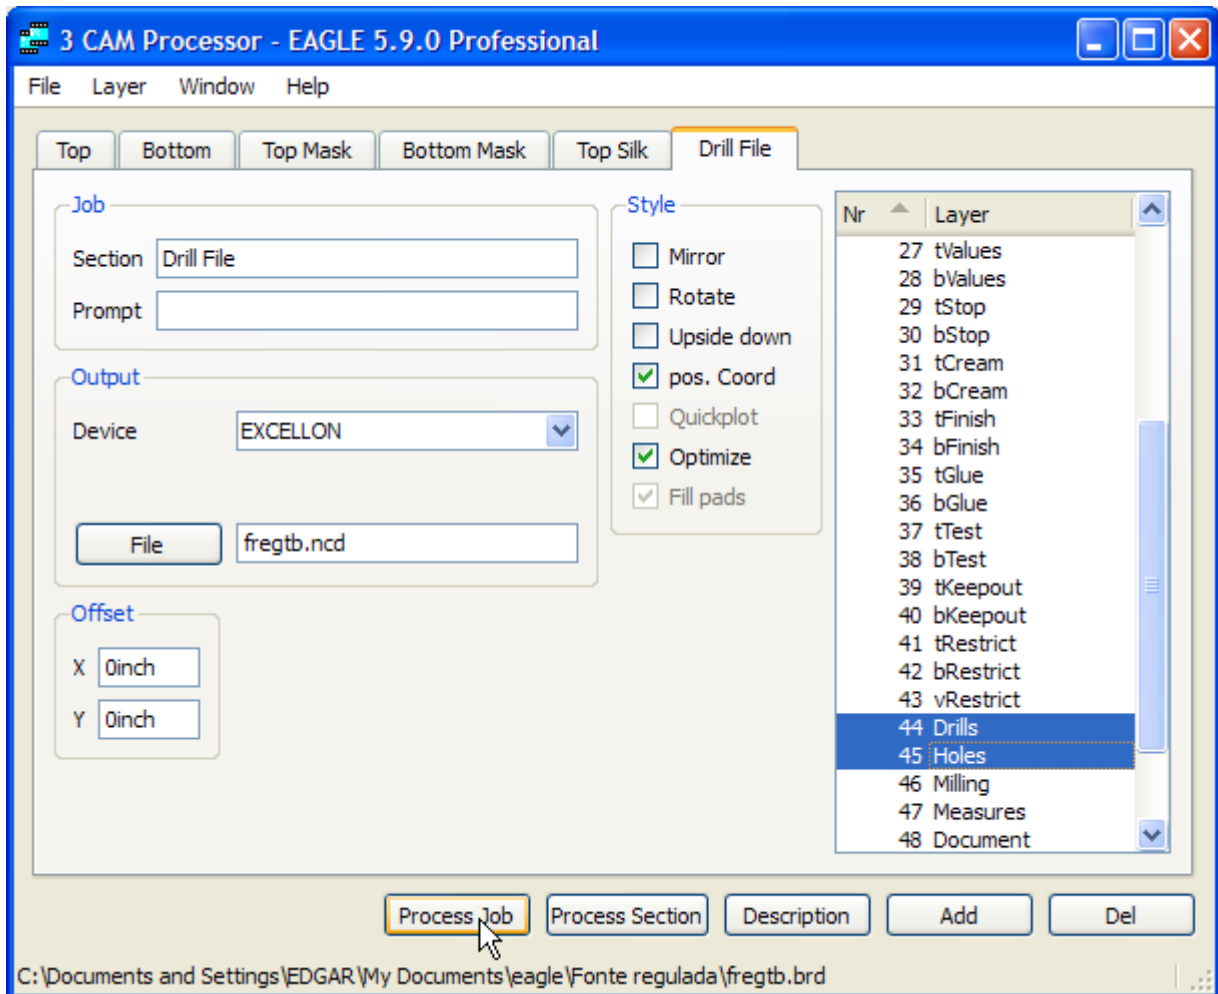 3 CAM Processor - EAGLE 5.9.0 Professional
File Layer Window Help
Top Bottom Top Mask Bottom Mask Top Silk Drill File
Job
Section Drill File
Prompt
Output
Device EXCELLON
File fregtb.ncd
Offset
X 0inch
Y 0inch
Style
Mirror
Rotate
Upside down
pos. Coord
Quickplot
Optimize
Fill pads
Nr Layer
27 tValues
28 bValues
29 tStop
30 bStop
31 tCream
32 bCream
33 tFinish
34 bFinish
35 tGlue
36 bGlue
37 tTest
38 bTest
39 tKeepout
40 bKeepout
41 tRestrict
42 bRestrict
43 vRestrict
44 Drills
45 Holes
46 Milling
47 Measures
48 Document
Process Job Process Section Description Add Del
C:\Documents and Settings\EDGAR\My Documents\eagle\Fonte regulada\fregtb.brd